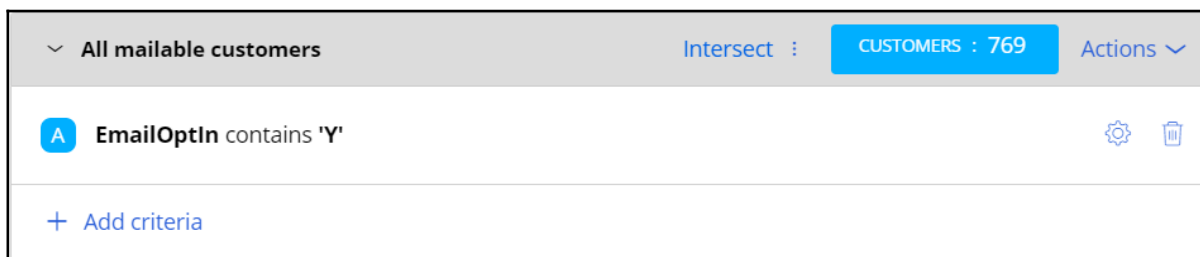 All mailable customers Intersect CUSTOMERS : 769 Actions
A EmailOptIn contains 'Y'
+ Add criteria